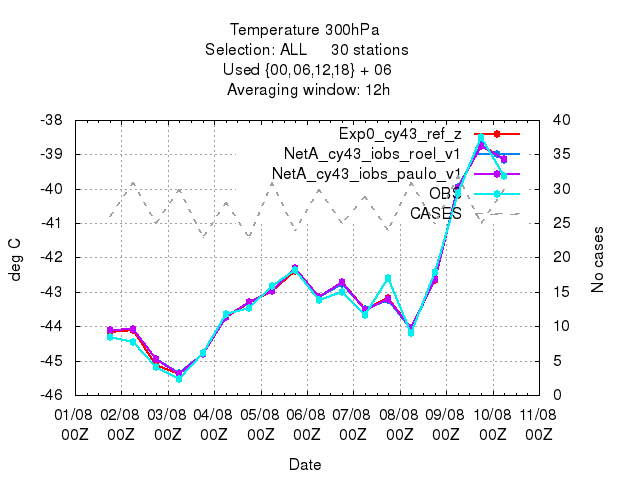 Temperature 300hPa
Selection: ALL 30 stations
Used {00,06,12,18} + 06
Averaging window: 12h
-38 40
Exp0_cy43_ref_z
-39 NetA_cy43_iobs_roel_v1 35
NetA_cy43_iobs_paulo_v1
-40 OBS 30
CASES
-41 25
-42 20
-43 15
-44 10
-45 5
-46 0
deg C
No cases
01/08 02/08 03/08 04/08 05/08 06/08 07/08 08/08 09/08 10/08 11/08
00Z 00Z 00Z 00Z 00Z 00Z 00Z 00Z 00Z 00Z 00Z
Date